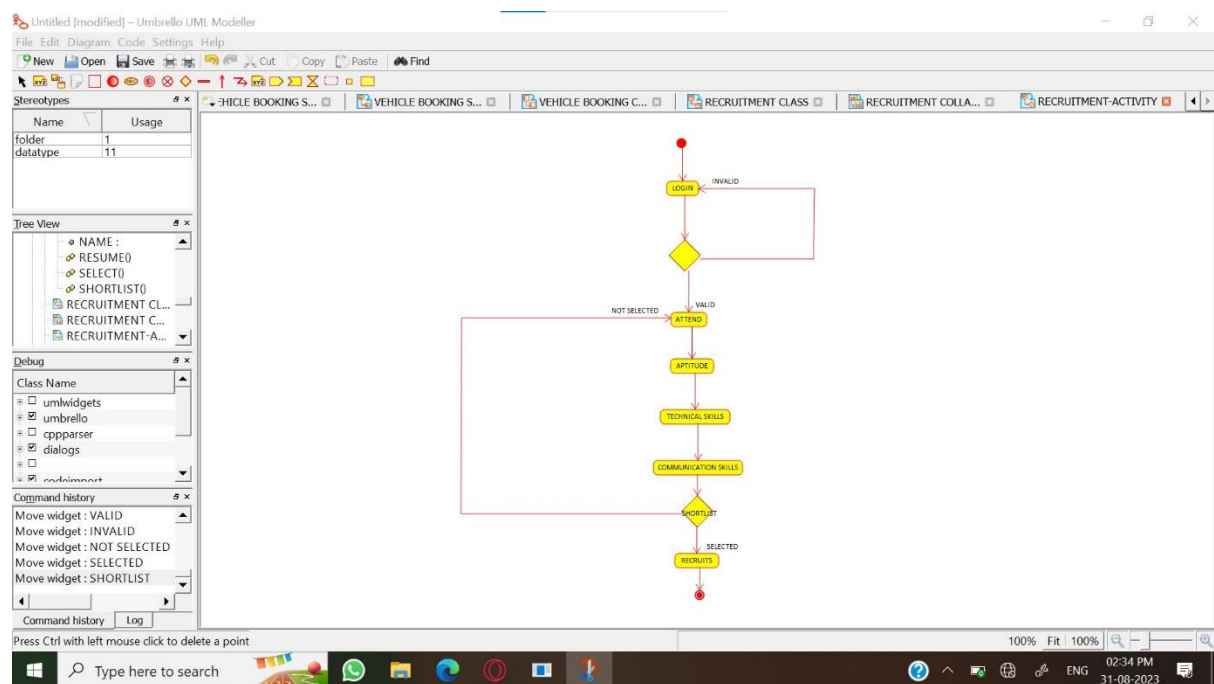 Untitled [modified] – Umbrello UML Modeller
File Edit Diagram Code Settings Help
New Open Save Cut Copy Paste Find
Stereotypes
Name Usage
folder 1
datatype 11
HICLE BOOKING S... VEHICLE BOOKING S... VEHICLE BOOKING C... RECRUITMENT CLASS RECRUITMENT COLLA... RECRUITMENT-ACTIVITY
Tree View
NAME :
RESUME()
SELECT()
SHORTLIST()
RECRUITMENT CL...
RECRUITMENT C...
RECRUITMENT-A...
Debug
Class Name
umlwidgets
umbrello
cppparser
dialogs
codeimport
Command history
Move widget : VALID
Move widget : INVALID
Move widget : NOT SELECTED
Move widget : SELECTED
Move widget : SHORTLIST
Command history Log
INVALID
LOGIN
VALID
NOT SELECTED
ATTEND
APTITUDE
TECHNICAL SKILLS
COMMUNICATION SKILLS
SHORTLIST
SELECTED
RECRUITS
Press Ctrl with left mouse click to delete a point
100% Fit 100%
Type here to search
ENG
02:34 PM
31-08-2023